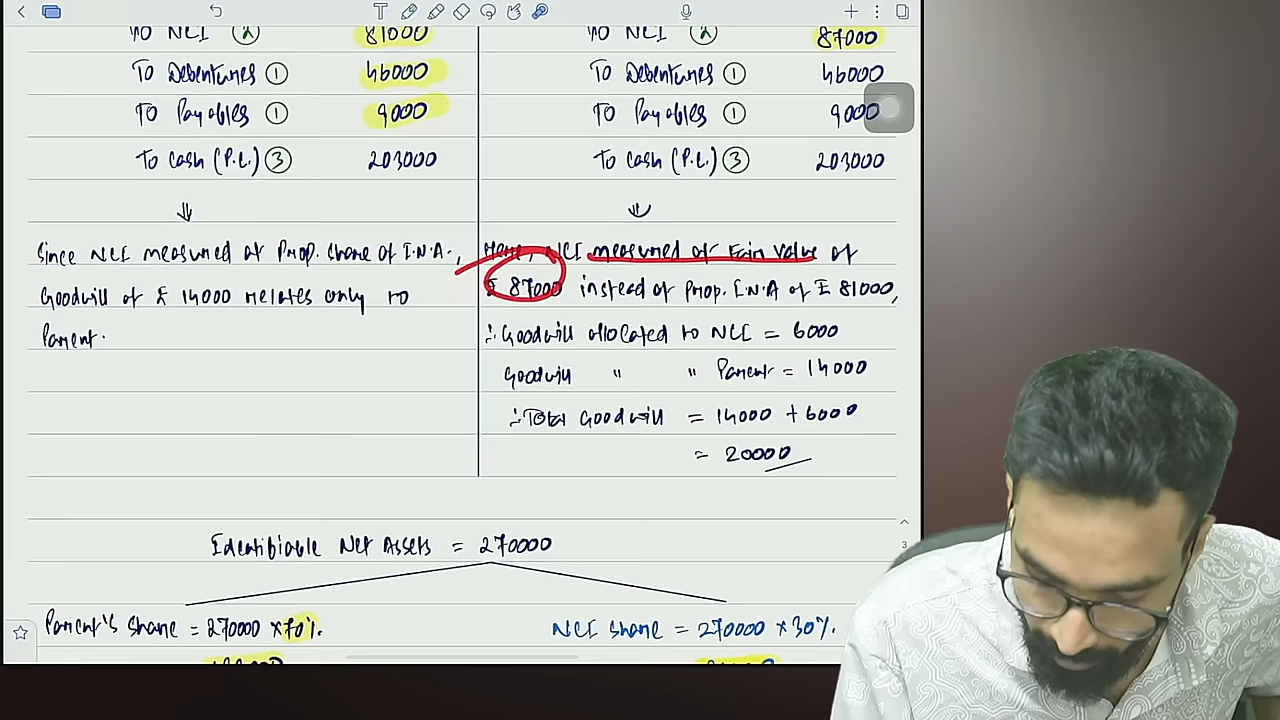 To NCI ② 81000
To Debentures ① 46000
To Payables ① 9000
To Cash (P.L.) ③ 203000
Since NCI measured at Prop. Share of I.N.A.,
Goodwill of ₹ 14000 relates only to
Parent.
To NCI ② 87000
To Debentures ① 46000
To Payables ① 9000
To Cash (P.L.) ③ 203000
Here, NCI measured at Fair Value of
₹ 87000 instead of Prop. I.N.A of ₹ 81000,
∴ Goodwill allocated to NCI = 6000
Goodwill " " Parent = 14000
∴ Total Goodwill = 14000 + 6000
= 20000
Identifiable Net Assets = 270000
Parent's Share = 270000 × 70%.
NCI Share = 270000 × 30%.
3